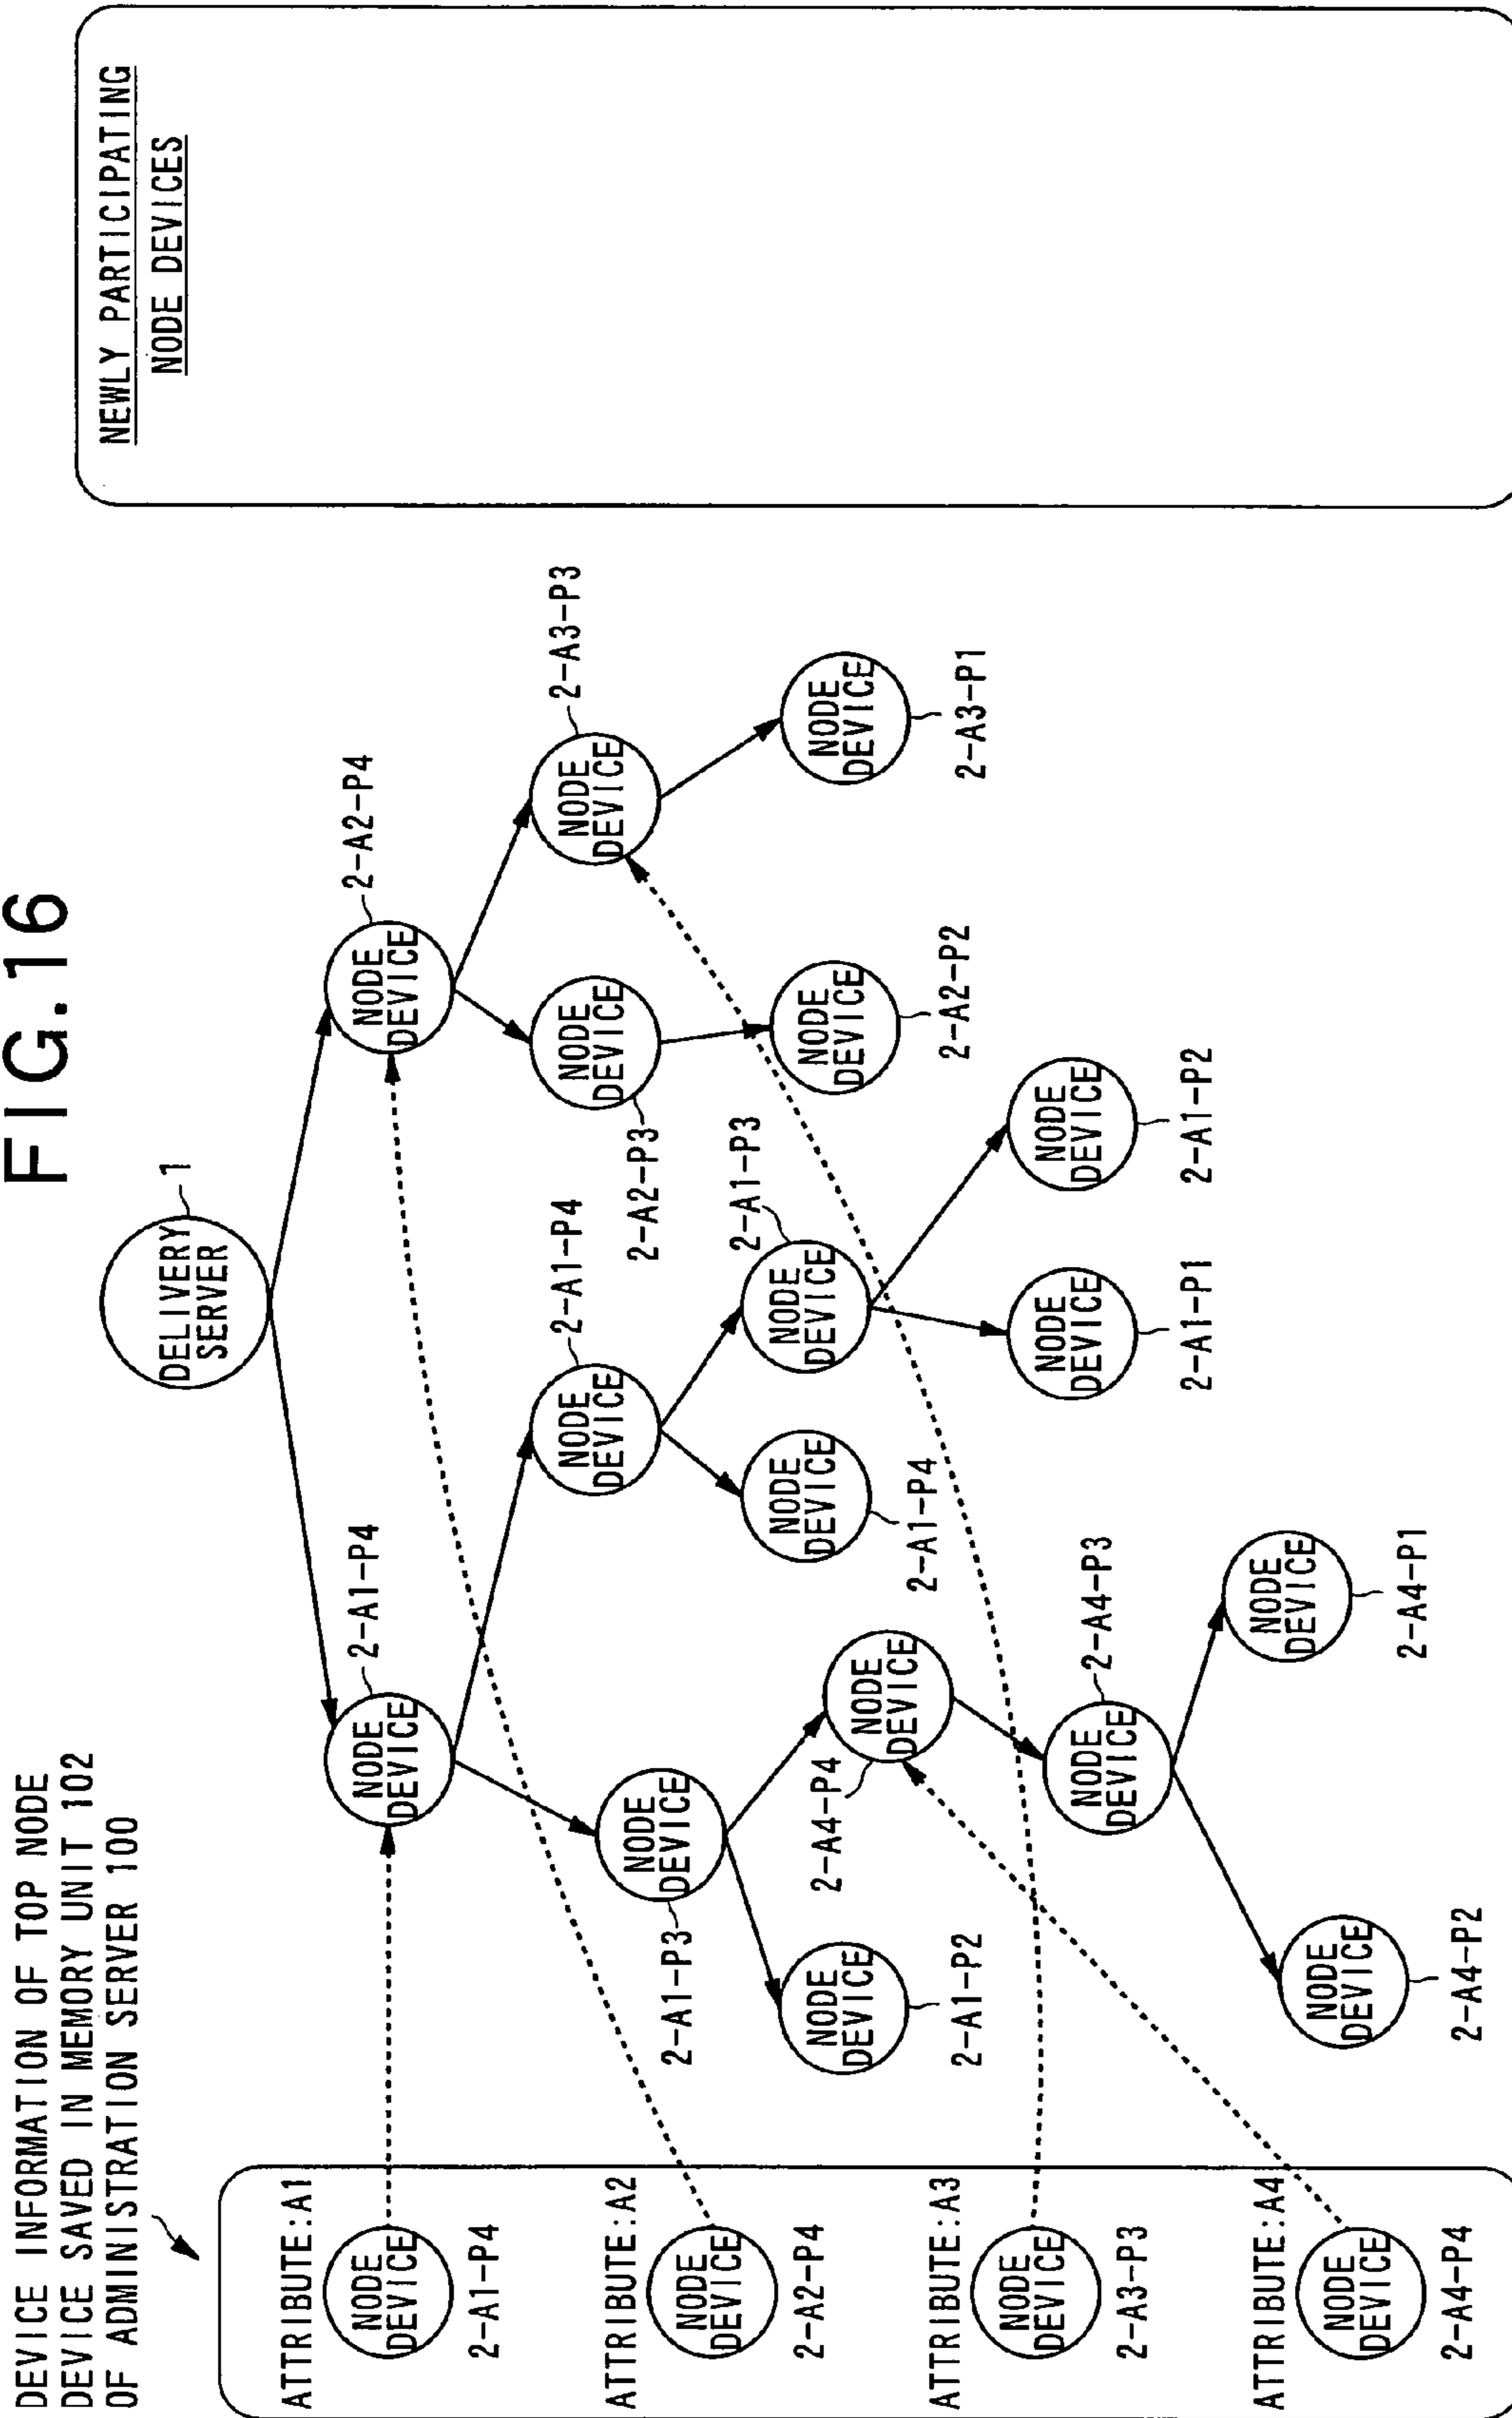 FIG.16
DEVICE INFORMATION OF TOP NODE
DEVICE SAVED IN MEMORY UNIT 102
OF ADMINISTRATION SERVER 100
ATTRIBUTE:A1
NODE
DEVICE
2-A1-P4
ATTRIBUTE:A2
NODE
DEVICE
2-A2-P4
ATTRIBUTE:A3
NODE
DEVICE
2-A3-P3
ATTRIBUTE:A4
NODE
DEVICE
2-A4-P4
DELIVERY
SERVER
1
NODE
DEVICE
2-A1-P4
NODE
DEVICE
2-A2-P4
NODE
DEVICE
2-A1-P3
NODE
DEVICE
2-A1-P4
NODE
DEVICE
2-A2-P3
NODE
DEVICE
2-A3-P3
NODE
DEVICE
2-A1-P2
NODE
DEVICE
2-A4-P4
NODE
DEVICE
2-A1-P4
NODE
DEVICE
2-A1-P3
NODE
DEVICE
2-A2-P2
NODE
DEVICE
2-A3-P1
NODE
DEVICE
2-A4-P3
NODE
DEVICE
2-A1-P1
NODE
DEVICE
2-A1-P2
NODE
DEVICE
2-A4-P2
NODE
DEVICE
2-A4-P1
NEWLY PARTICIPATING
NODE DEVICES